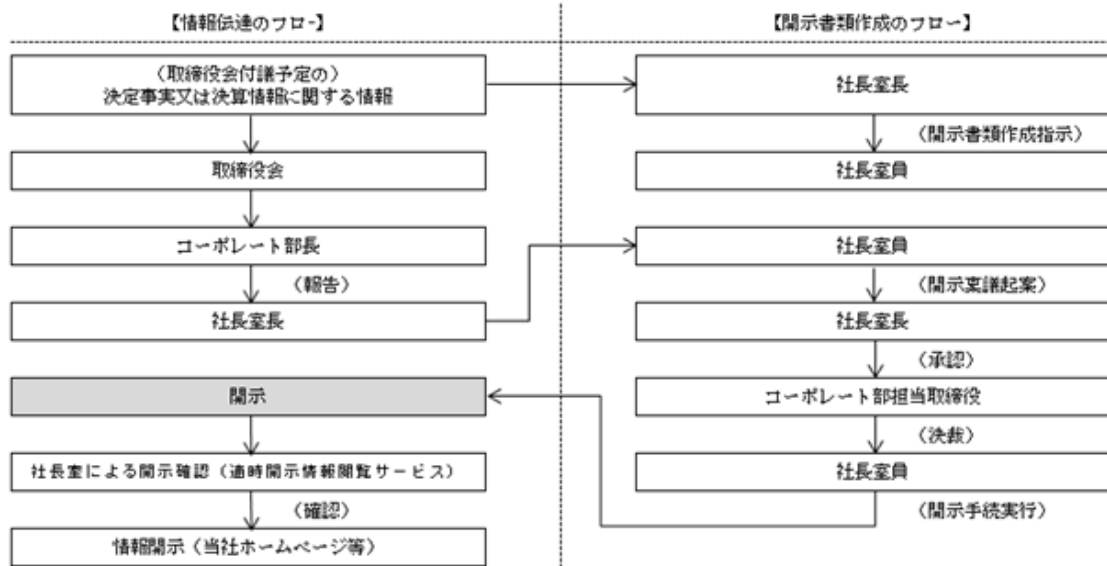 【情報伝達のフロー】
（取締役会付議予定の）
決定事実又は決算情報に関する情報
取締役会
コーポレート部長
（報告）
社長室長
開示
社長室による開示確認（適時開示情報閲覧サービス）
（確認）
情報開示（当社ホームページ等）
【開示書類作成のフロー】
社長室長
（開示書類作成指示）
社長室員
社長室員
（開示稟議起案）
社長室長
（承認）
コーポレート部担当取締役
（決裁）
社長室員
（開示手続実行）